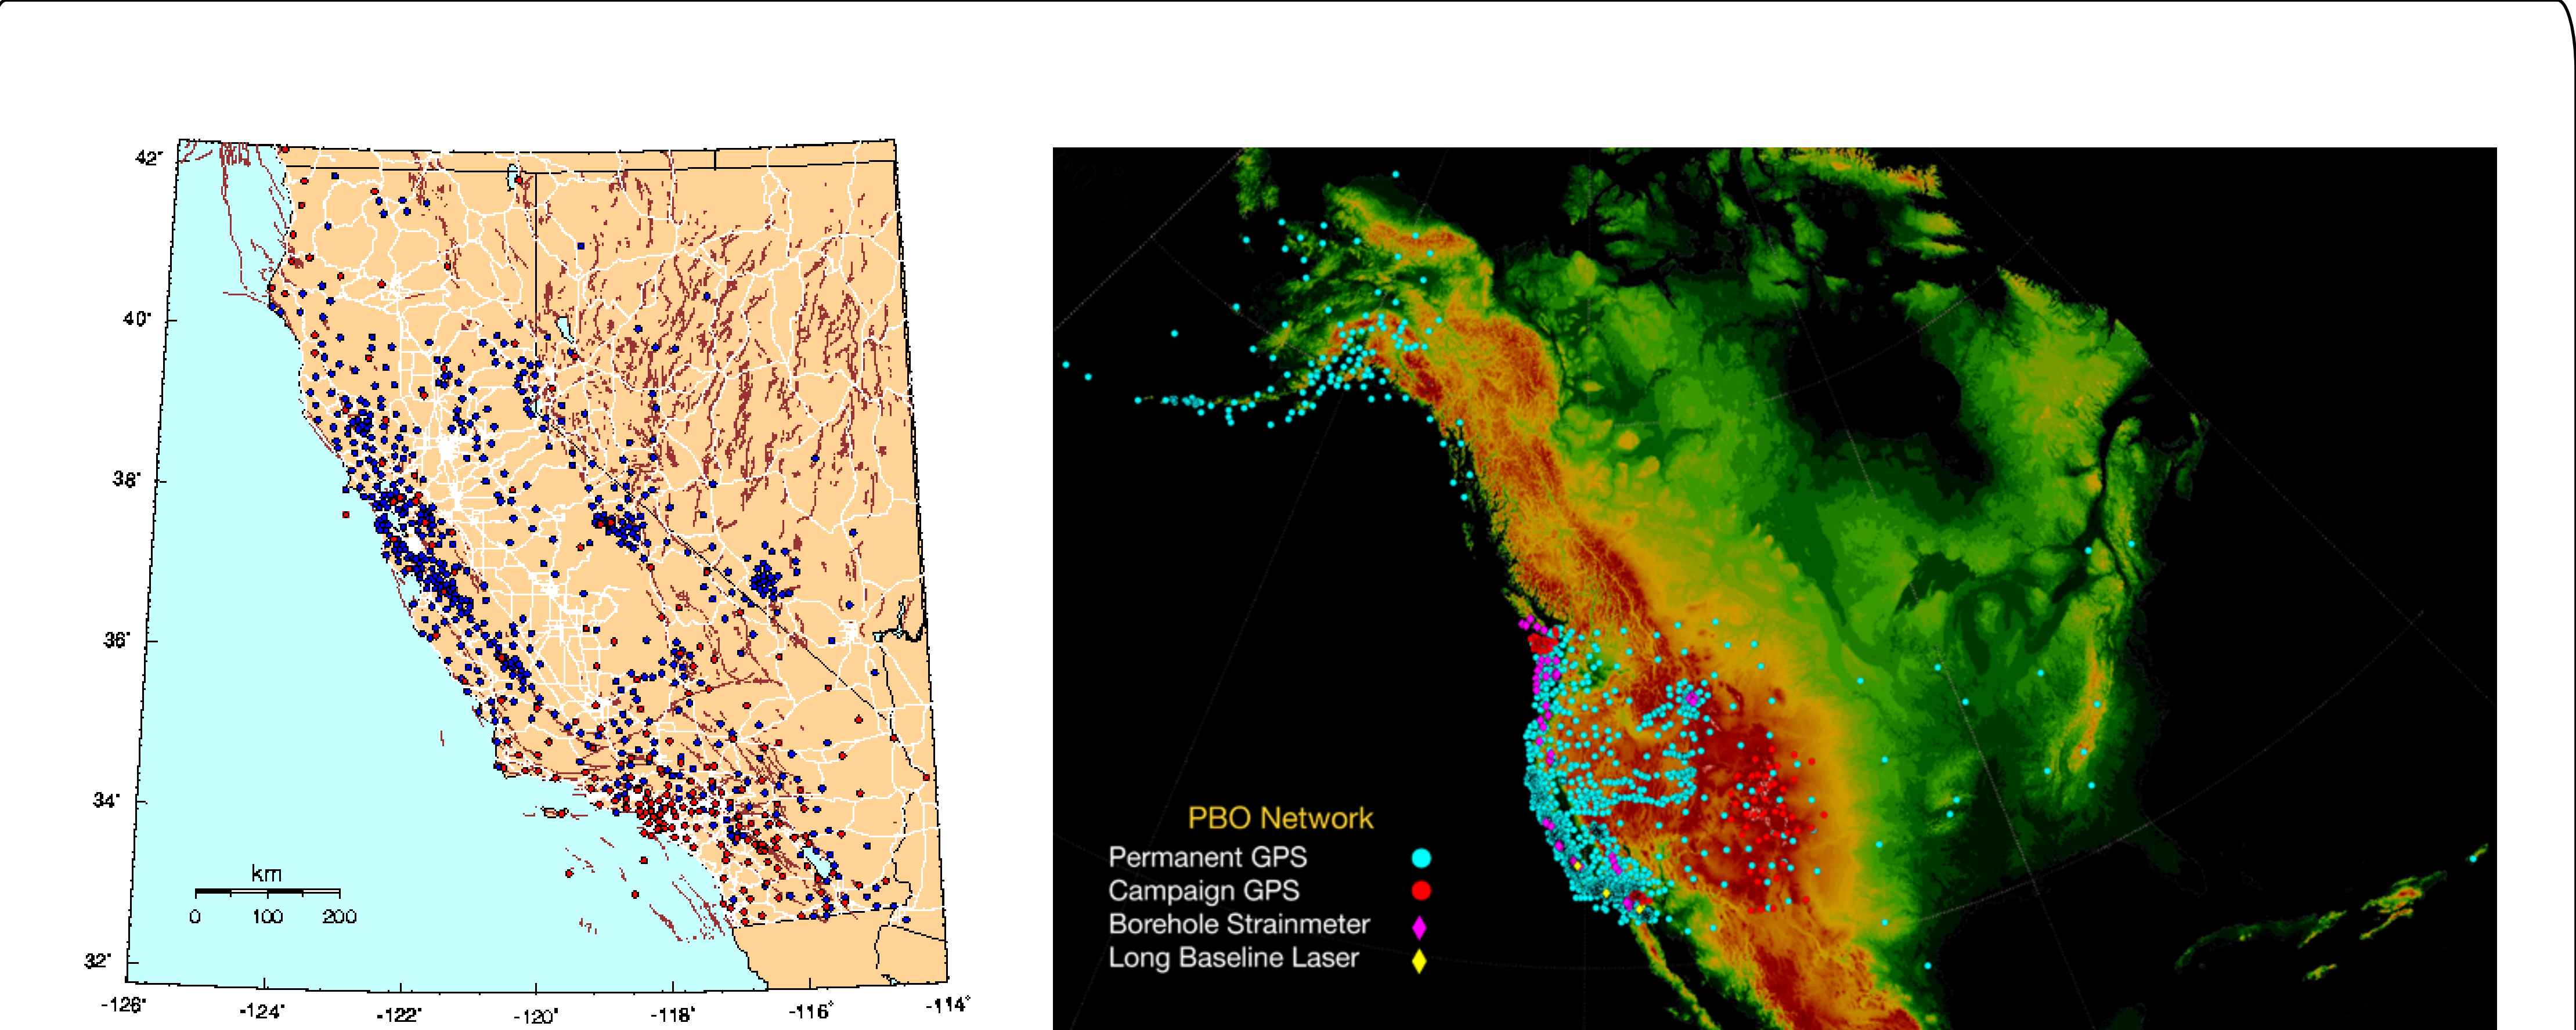 42°
40°
38°
36°
34°
32°
km
0 100 200
-126° -124° -122° -120° -118° -116° -114°
PBO Network
Permanent GPS
Campaign GPS
Borehole Strainmeter
Long Baseline Laser